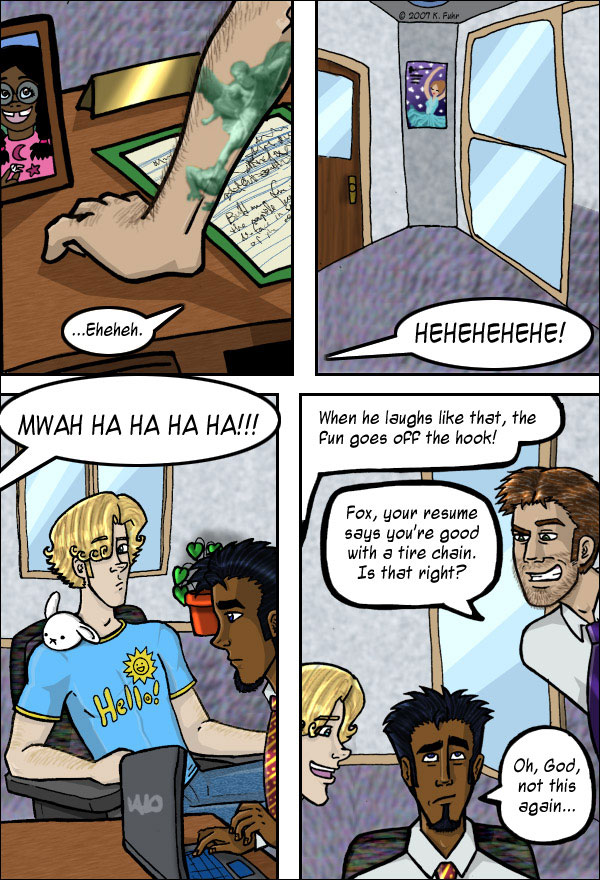 ...Eheheh.
© 2009 K. Fuhr
HEHEHEHEHE!
MWAH HA HA HA HA!!!
Hello!
When he laughs like that, the
fun goes off the hook!
Fox, your resume
says you're good
with a tire chain.
Is that right?
Oh, God,
not this
again...